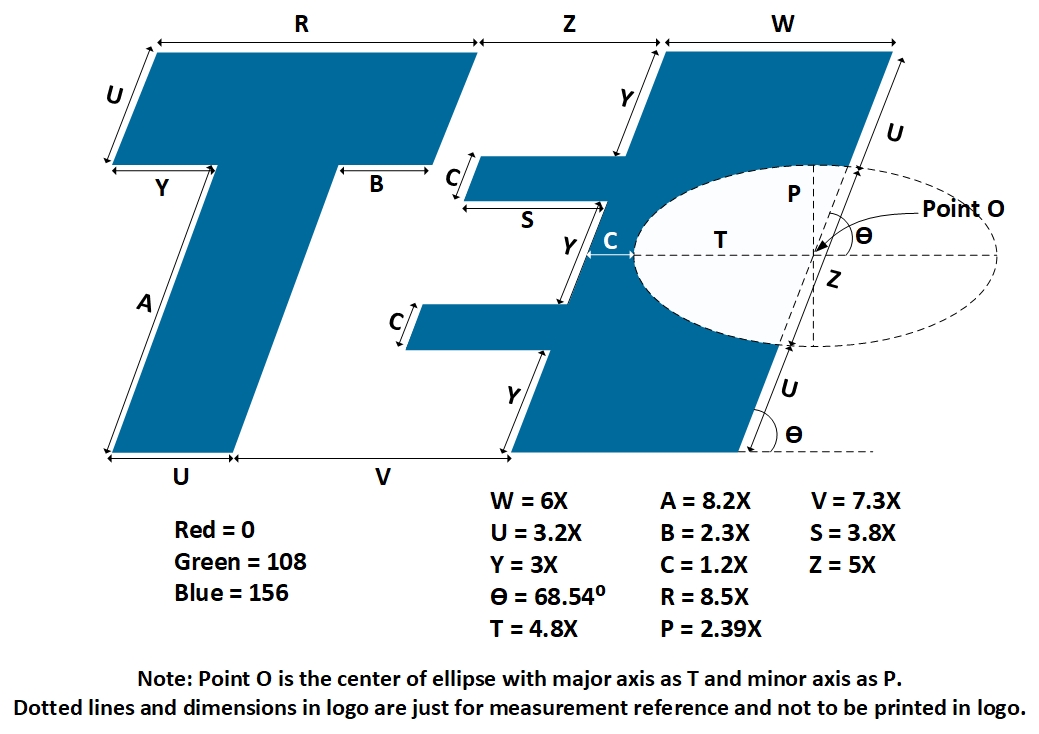 R Z W
U Y U
C P
Y B S Point O
C T Ɵ
Y
A Z
C
Y U
Ɵ
U V
W = 6X A = 8.2X V = 7.3X
Red = 0 U = 3.2X B = 2.3X S = 3.8X
Green = 108 Y = 3X C = 1.2X Z = 5X
Blue = 156 Ɵ = 68.54⁰ R = 8.5X
T = 4.8X P = 2.39X
Note: Point O is the center of ellipse with major axis as T and minor axis as P.
Dotted lines and dimensions in logo are just for measurement reference and not to be printed in logo.